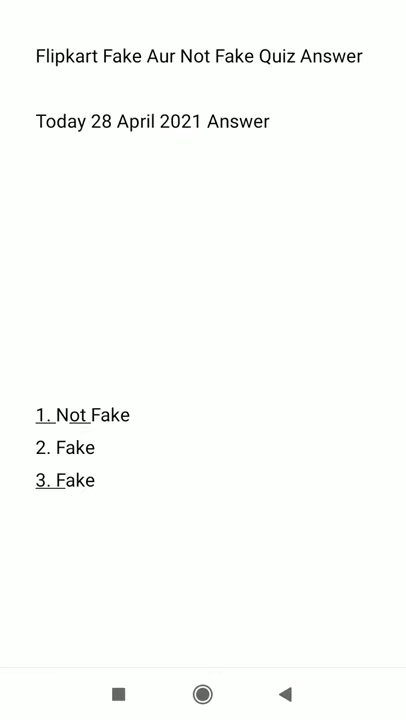 Flipkart Fake Aur Not Fake Quiz Answer
Today 28 April 2021 Answer
1. Not Fake
2. Fake
3. Fake